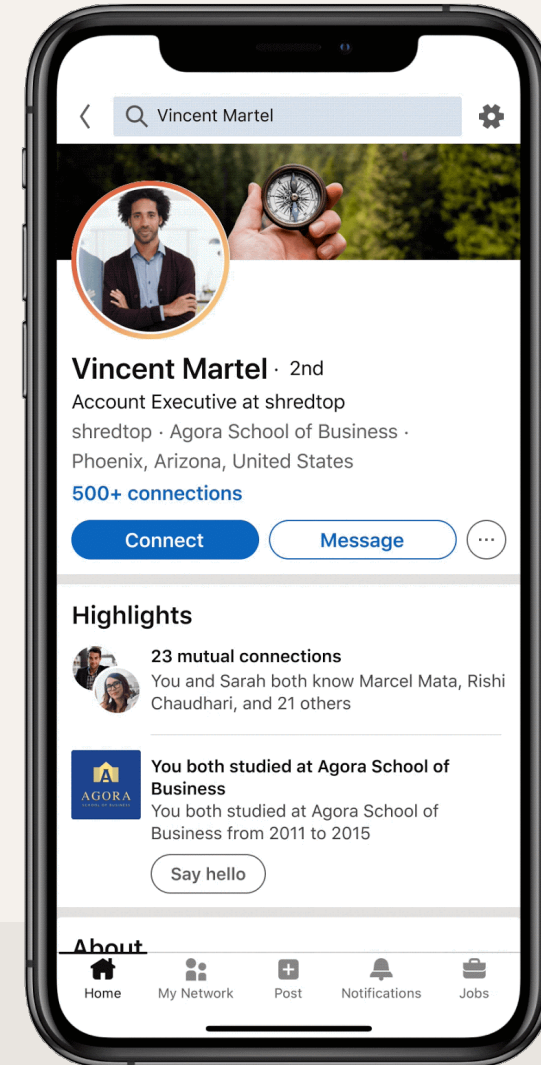 Vincent Martel
Vincent Martel · 2nd
Account Executive at shredtop
shredtop · Agora School of Business ·
Phoenix, Arizona, United States
500+ connections
Connect
Message
Highlights
23 mutual connections
You and Sarah both know Marcel Mata, Rishi
Chaudhari, and 21 others
A
AGORA
SCHOOL OF BUSINESS
You both studied at Agora School of
Business
You both studied at Agora School of
Business from 2011 to 2015
Say hello
About
Home
My Network
Post
Notifications
Jobs